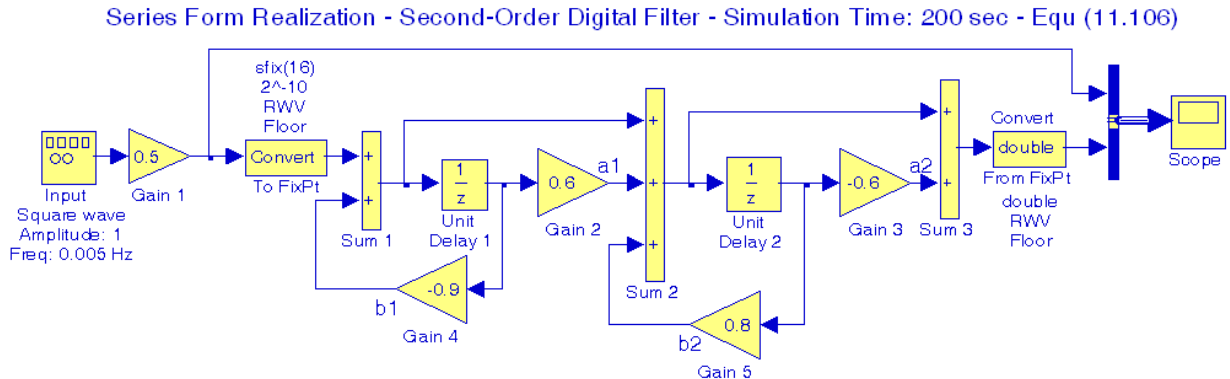 Series Form Realization - Second-Order Digital Filter - Simulation Time: 200 sec - Equ (11.106)
sfix(16)
2^-10
RWV
Floor
Input
Square wave
Amplitude: 1
Freq: 0.005 Hz
0.5
Gain 1
Convert
To FixPt
+
+
Sum 1
1
z
Unit
Delay 1
-0.9
b1
Gain 4
0.6
a1
Gain 2
+
+
+
Sum 2
1
z
Unit
Delay 2
0.8
b2
Gain 5
-0.6
a2
Gain 3
+
+
Sum 3
Convert
double
From FixPt
double
RWV
Floor
Scope